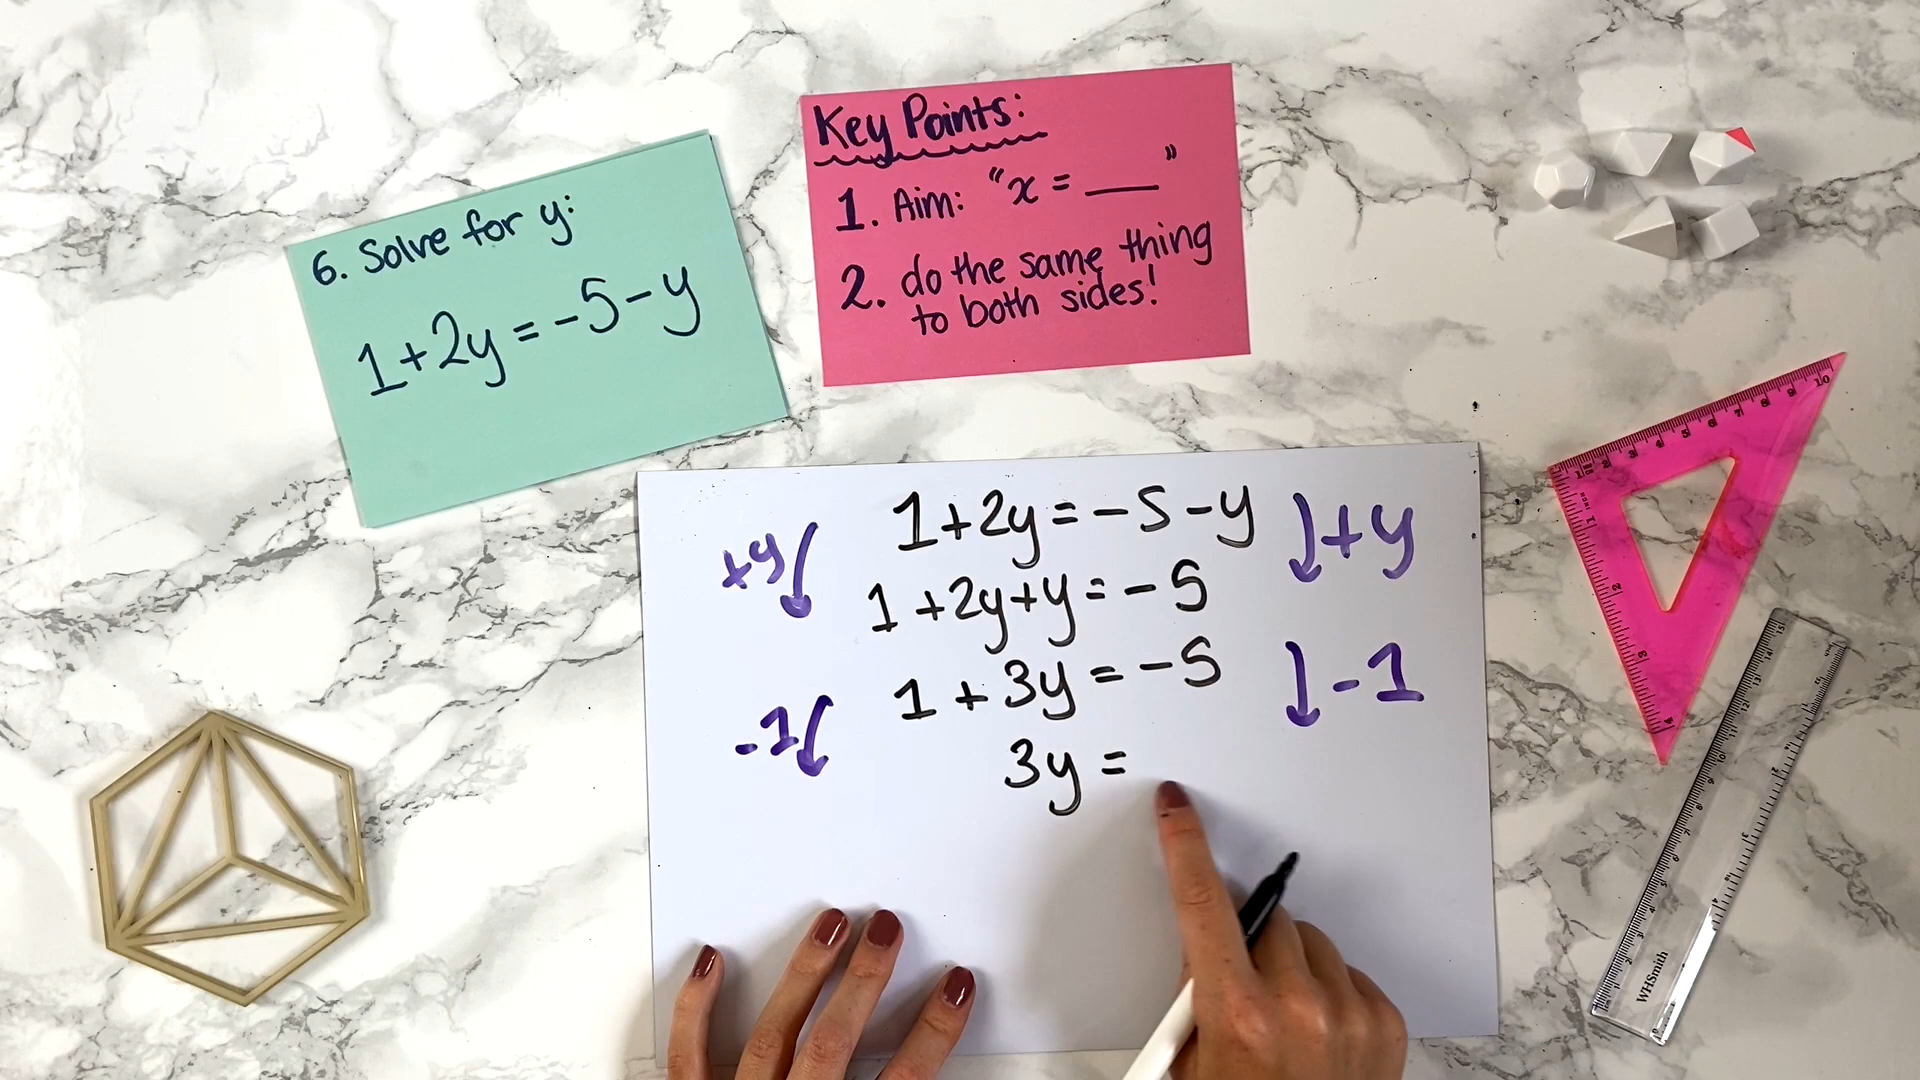 6. Solve for y:
1+2y=-5-y
Key Points:
1. Aim: "x = ___"
2. do the same thing
to both sides!
1+2y=-5-y
+y
+y
1+2y+y=-5
1+3y=-5
-1
-1
3y=
WHSmith